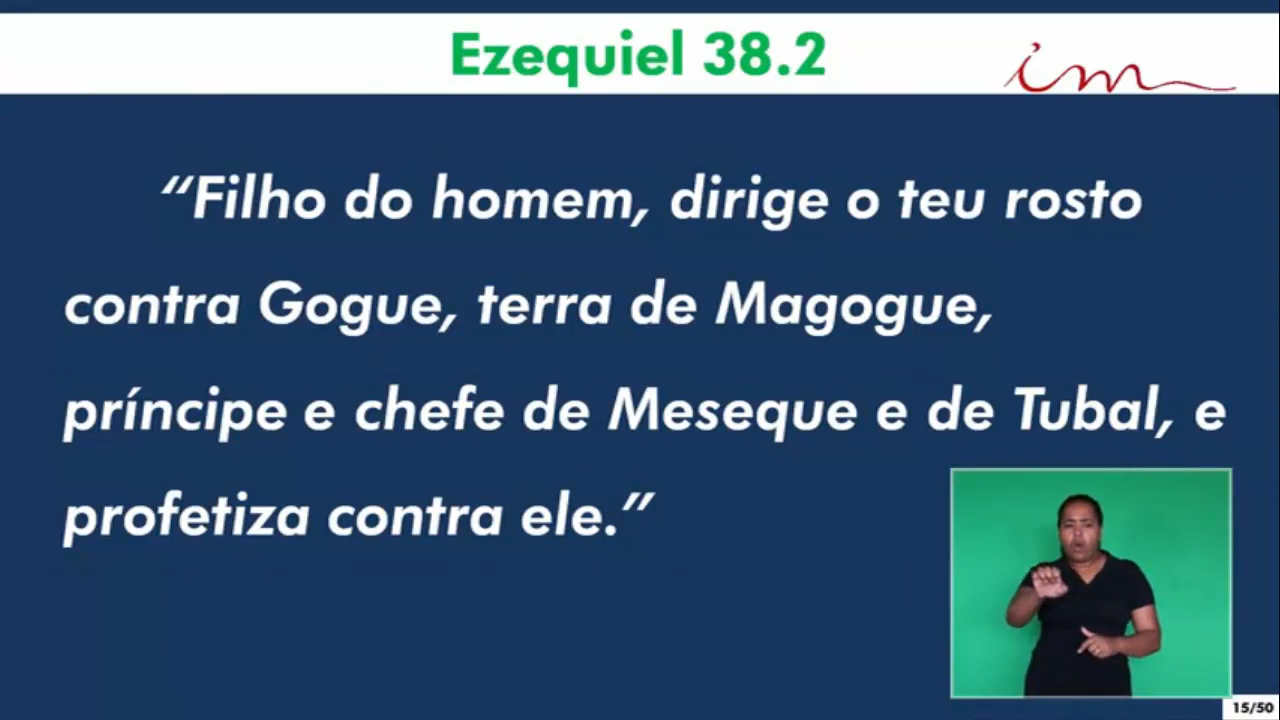 Ezequiel 38.2
im
“Filho do homem, dirige o teu rosto
contra Gogue, terra de Magogue,
príncipe e chefe de Meseque e de Tubal, e
profetiza contra ele.”
15/50